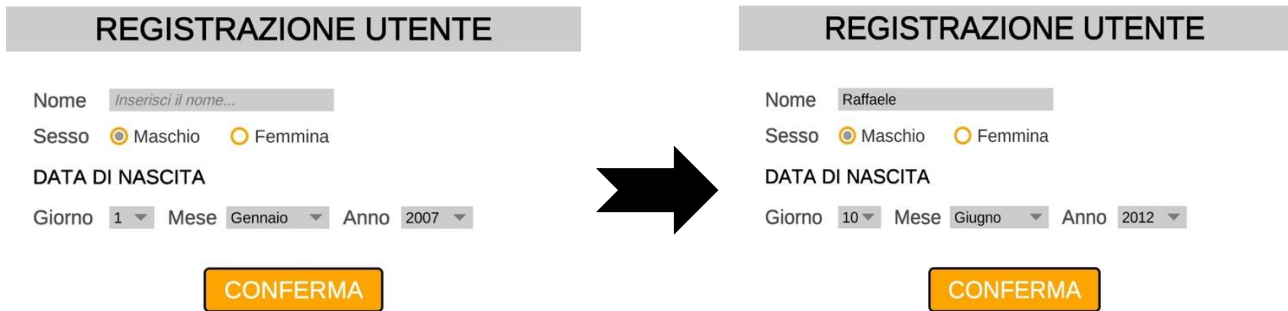 REGISTRAZIONE UTENTE
Nome Inserisci il nome...
Sesso Maschio Femmina
DATA DI NASCITA
Giorno 1 Mese Gennaio Anno 2007
CONFERMA
REGISTRAZIONE UTENTE
Nome Raffaele
Sesso Maschio Femmina
DATA DI NASCITA
Giorno 10 Mese Giugno Anno 2012
CONFERMA